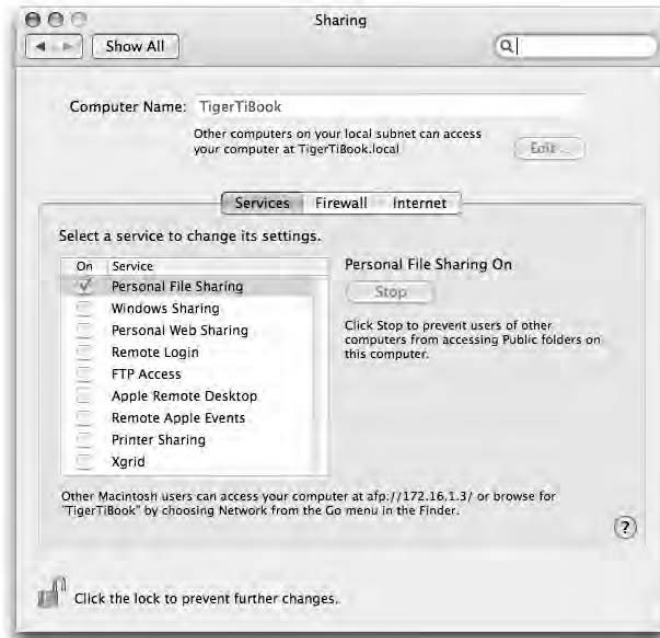 Sharing
Show All
Computer Name: TigerTiBook
Other computers on your local subnet can access
your computer at TigerTiBook.local
Edit...
Services Firewall Internet
Select a service to change its settings.
On Service
Personal File Sharing
Windows Sharing
Personal Web Sharing
Remote Login
FTP Access
Apple Remote Desktop
Remote Apple Events
Printer Sharing
Xgrid
Personal File Sharing On
Stop
Click Stop to prevent users of other
computers from accessing Public folders on
this computer.
Other Macintosh users can access your computer at afp://172.16.1.3/ or browse for
"TigerTiBook" by choosing Network from the Go menu in the Finder.
?
Click the lock to prevent further changes.